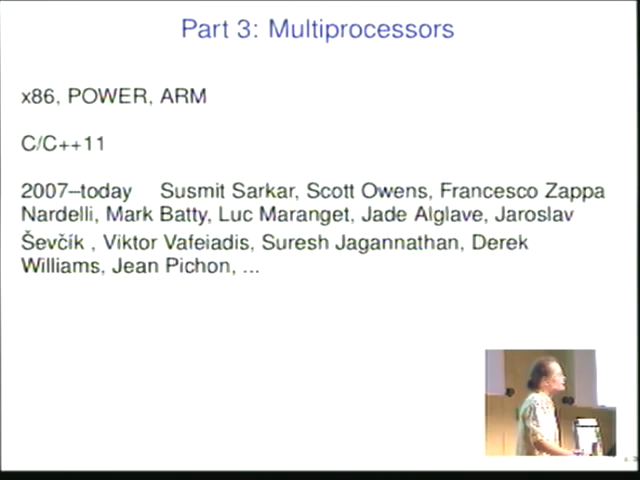 Part 3: Multiprocessors
x86, POWER, ARM
C/C++11
2007–today Susmit Sarkar, Scott Owens, Francesco Zappa
Nardelli, Mark Batty, Luc Maranget, Jade Alglave, Jaroslav
Ševčík , Viktor Vafeiadis, Suresh Jagannathan, Derek
Williams, Jean Pichon, ...